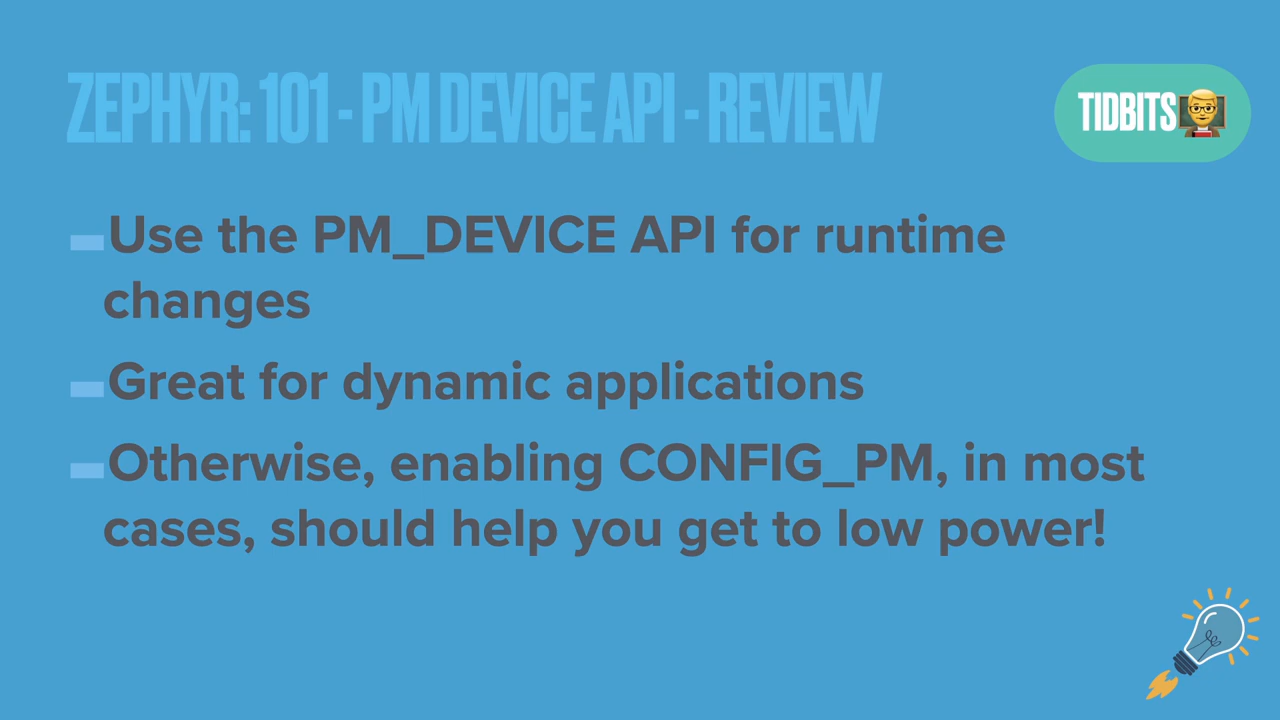 ZEPHYR: 101 - PM DEVICE API - REVIEW
TIDBITS
Use the PM_DEVICE API for runtime
changes
Great for dynamic applications
Otherwise, enabling CONFIG_PM, in most
cases, should help you get to low power!